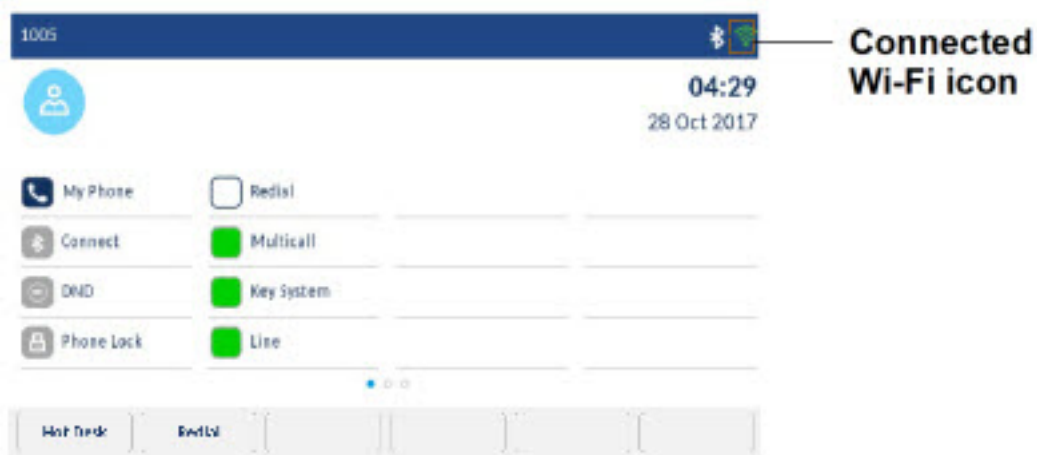 1005
Connected
Wi-Fi icon
04:29
28 Oct 2017
My Phone
Redial
Connect
Multicall
DND
Key System
Phone Lock
Line
Hot Desk
Redial